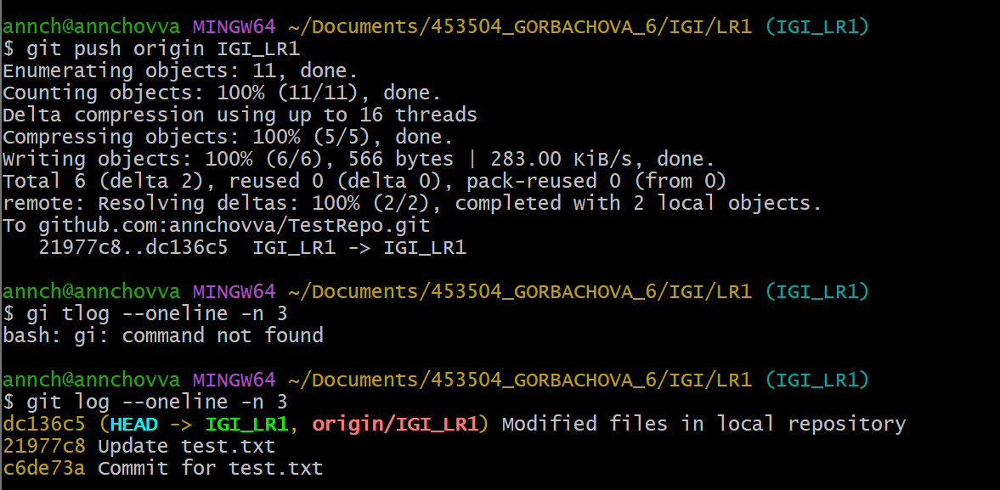 annch@annchovva MINGW64 ~/Documents/453504_GORBACHOVA_6/IGI/LR1 (IGI_LR1)
$ git push origin IGI_LR1
Enumerating objects: 11, done.
Counting objects: 100% (11/11), done.
Delta compression using up to 16 threads
Compressing objects: 100% (5/5), done.
Writing objects: 100% (6/6), 566 bytes | 283.00 KiB/s, done.
Total 6 (delta 2), reused 0 (delta 0), pack-reused 0 (from 0)
remote: Resolving deltas: 100% (2/2), completed with 2 local objects.
To github.com:annchovva/TestRepo.git
   21977c8..dc136c5  IGI_LR1 -> IGI_LR1
annch@annchovva MINGW64 ~/Documents/453504_GORBACHOVA_6/IGI/LR1 (IGI_LR1)
$ gi tlog --oneline -n 3
bash: gi: command not found
annch@annchovva MINGW64 ~/Documents/453504_GORBACHOVA_6/IGI/LR1 (IGI_LR1)
$ git log --oneline -n 3
dc136c5 (HEAD -> IGI_LR1, origin/IGI_LR1) Modified files in local repository
21977c8 Update test.txt
c6de73a Commit for test.txt